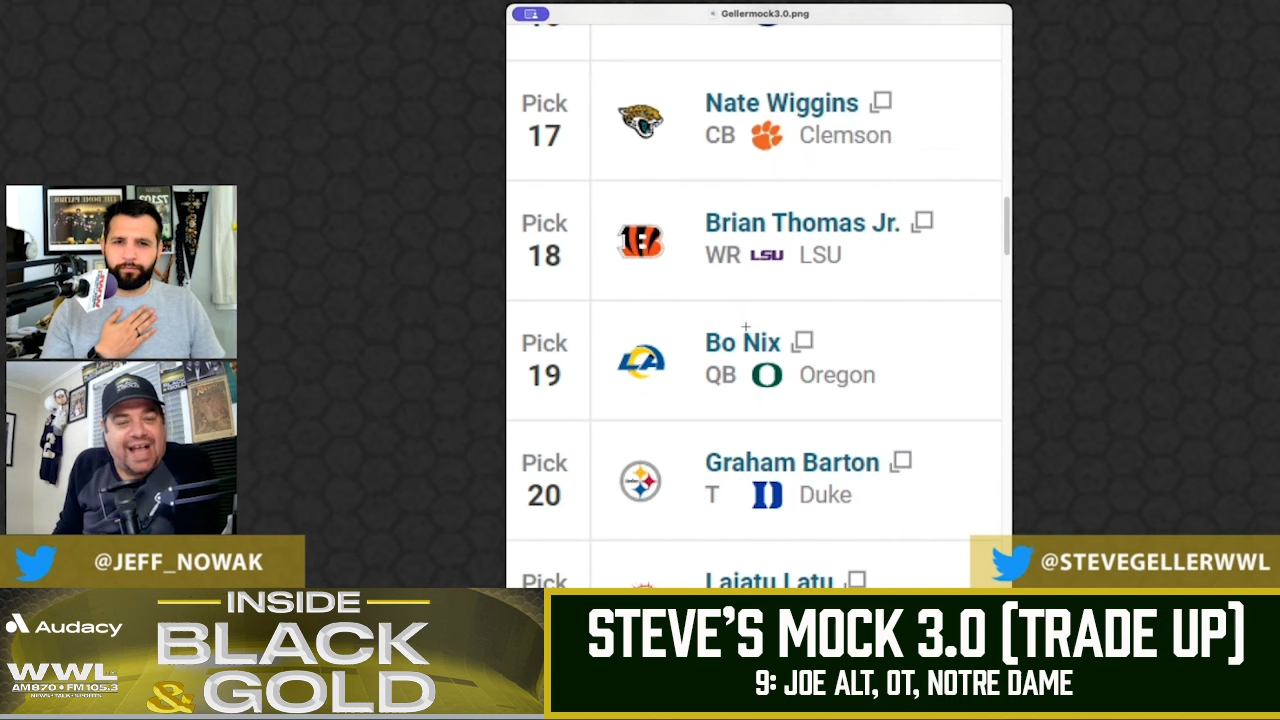 Gellermock3.0.png
Pick
17
Nate Wiggins
CB Clemson
Pick
18
Brian Thomas Jr.
WR LSU LSU
Pick
19
Bo Nix
QB Oregon
Pick
20
Graham Barton
T Duke
Pick
Laiatu Latu
@JEFF_NOWAK
@STEVEGELLERWWL
Audacy
WWL
AM870 • FM105.3
NEWS • TALK • SPORTS
INSIDE
BLACK
& GOLD
STEVE'S MOCK 3.0 (TRADE UP)
9: JOE ALT, OT, NOTRE DAME